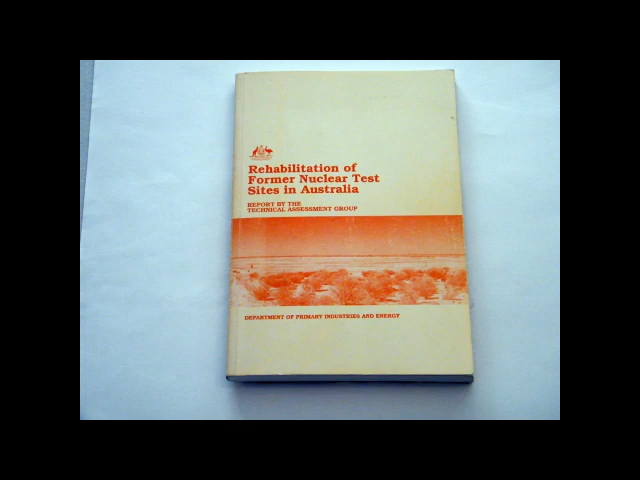 Rehabilitation of
Former Nuclear Test
Sites in Australia
REPORT BY THE
TECHNICAL ASSESSMENT GROUP
DEPARTMENT OF PRIMARY INDUSTRIES AND ENERGY